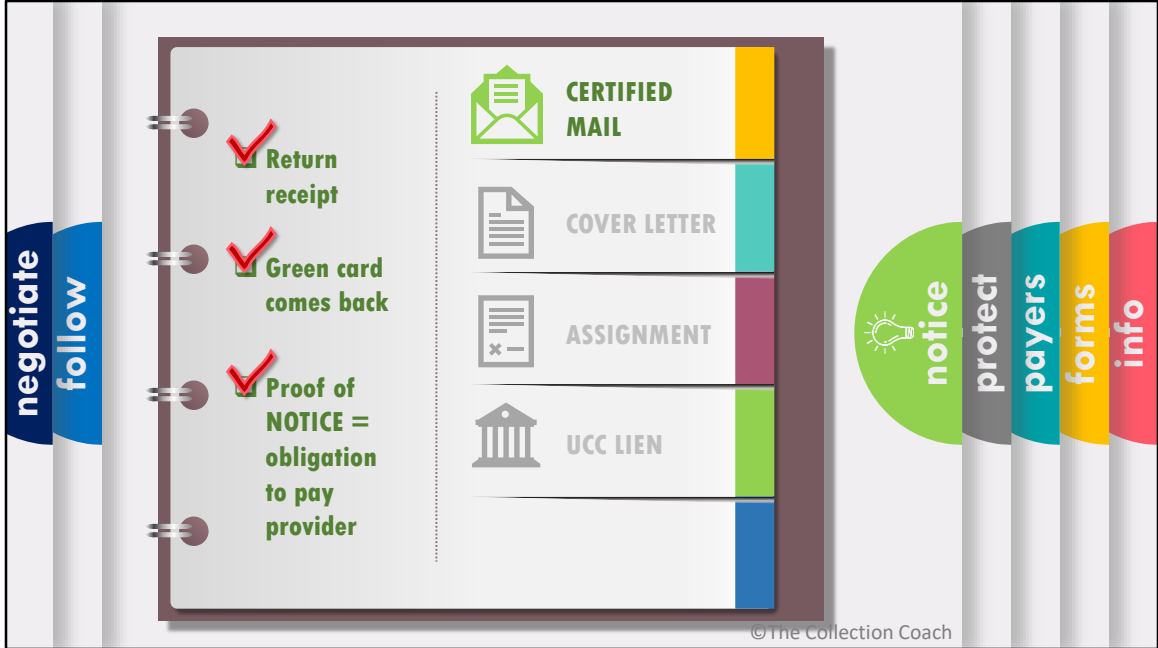 negotiate
follow
Return
receipt
Green card
comes back
Proof of
NOTICE =
obligation
to pay
provider
CERTIFIED
MAIL
COVER LETTER
ASSIGNMENT
UCC LIEN
notice
protect
payers
forms
info
©The Collection Coach